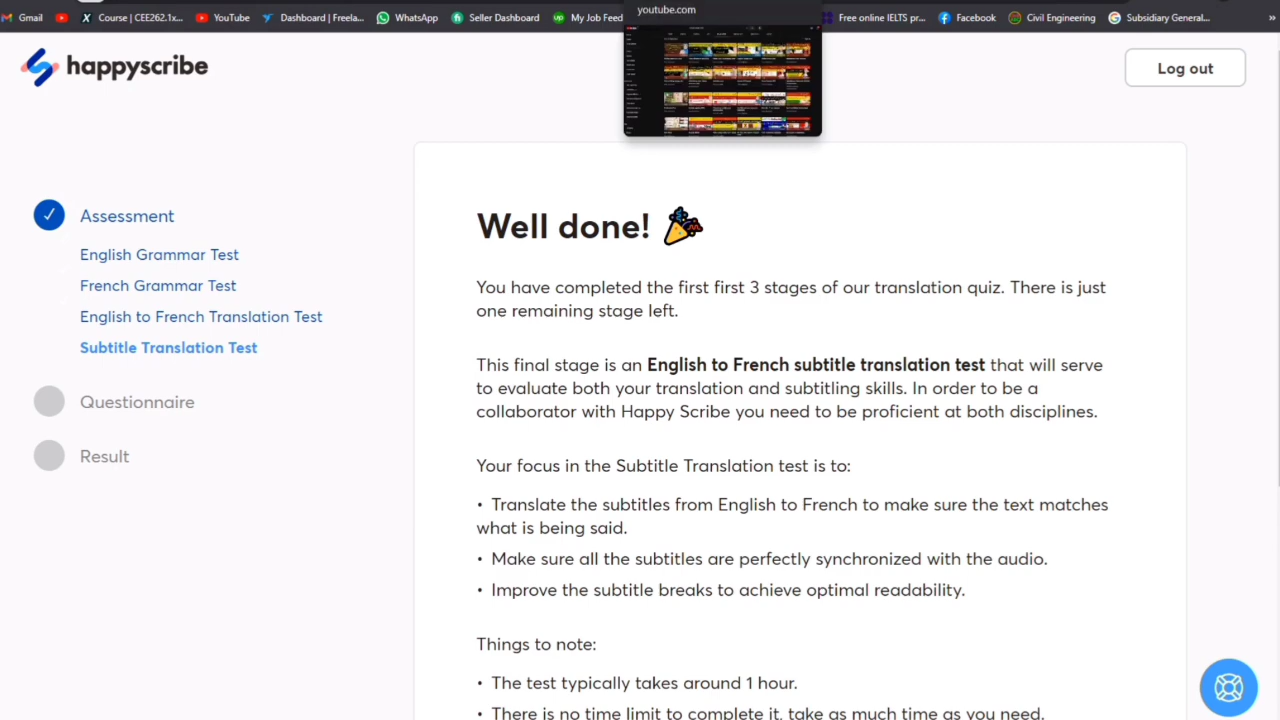 youtube.com
Gmail
Course | CEE262.1x...
YouTube
Dashboard | Freela...
WhatsApp
Seller Dashboard
My Job Feed
Free online IELTS pr...
Facebook
Civil Engineering
Subsidiary General...
»
happyscribe
Log out
Assessment
English Grammar Test
French Grammar Test
English to French Translation Test
Subtitle Translation Test
Questionnaire
Result
Well done!
You have completed the first first 3 stages of our translation quiz. There is just
one remaining stage left.
This final stage is an English to French subtitle translation test that will serve
to evaluate both your translation and subtitling skills. In order to be a
collaborator with Happy Scribe you need to be proficient at both disciplines.
Your focus in the Subtitle Translation test is to:
• Translate the subtitles from English to French to make sure the text matches
what is being said.
• Make sure all the subtitles are perfectly synchronized with the audio.
• Improve the subtitle breaks to achieve optimal readability.
Things to note:
• The test typically takes around 1 hour.
• There is no time limit to complete it, take as much time as you need.